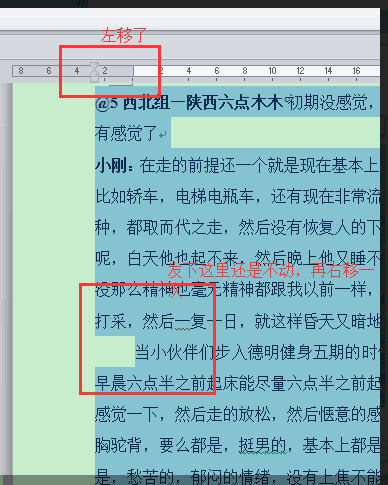 左移了
8 6 4 2 2 4 6 8 10 12 14 16
@5 西北组一陕西六点木木 初期没感觉,
有感觉了
小刚：在走的前提还一个就是现在基本上
比如轿车，电梯电瓶车，还有现在非常流
种，都取而代之走，然后没有恢复人的下
呢，白天他也起不来，然后晚上他又睡不
发下这里还是不动，再右移一
没那么精神也毫无精神都跟我以前一样，
打采，然后一复一日，就这样昏天又暗地
当小伙伴们步入德明健身五期的时
早晨六点半之前起床能尽量六点半之前起
感觉一下，然后走的放松，然后惬意的感
胸驼背，要么都是，挺男的，基本上都是
是，愁苦的，郁闷的情绪，没有上焦不能